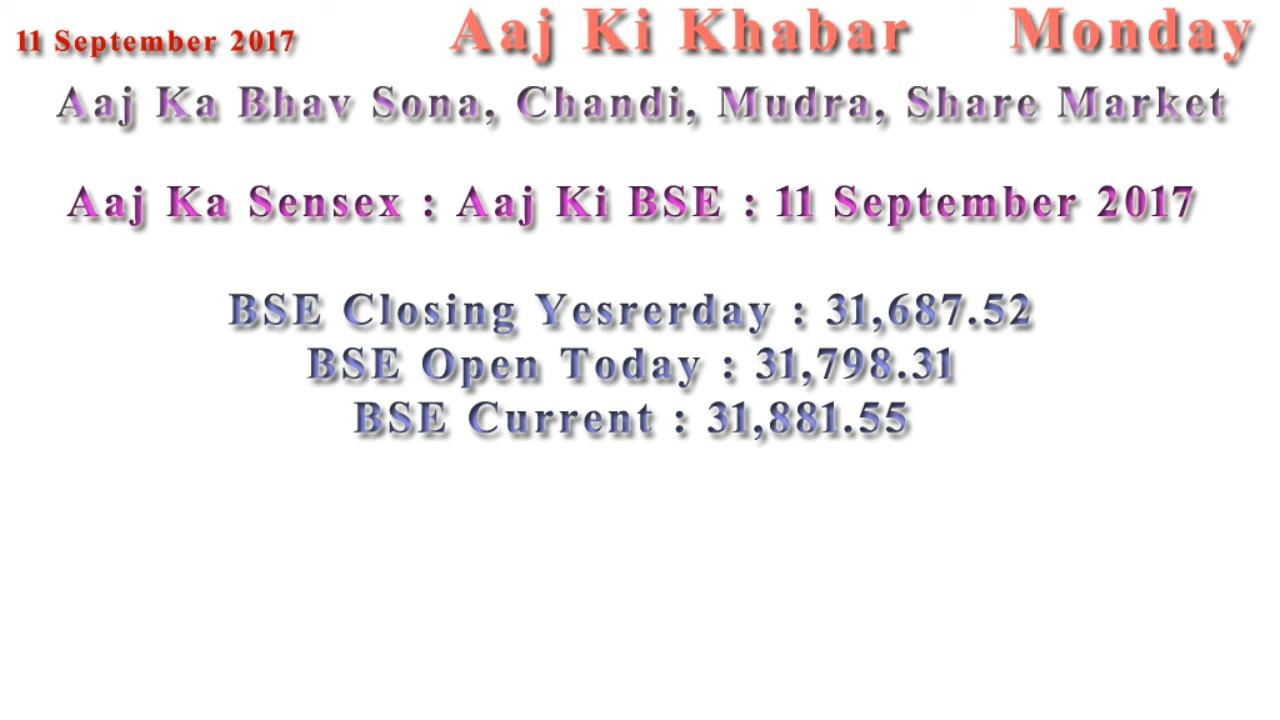 11 September 2017 Aaj Ki Khabar Monday
Aaj Ka Bhav Sona, Chandi, Mudra, Share Market
Aaj Ka Sensex : Aaj Ki BSE : 11 September 2017
BSE Closing Yesrerday : 31,687.52
BSE Open Today : 31,798.31
BSE Current : 31,881.55